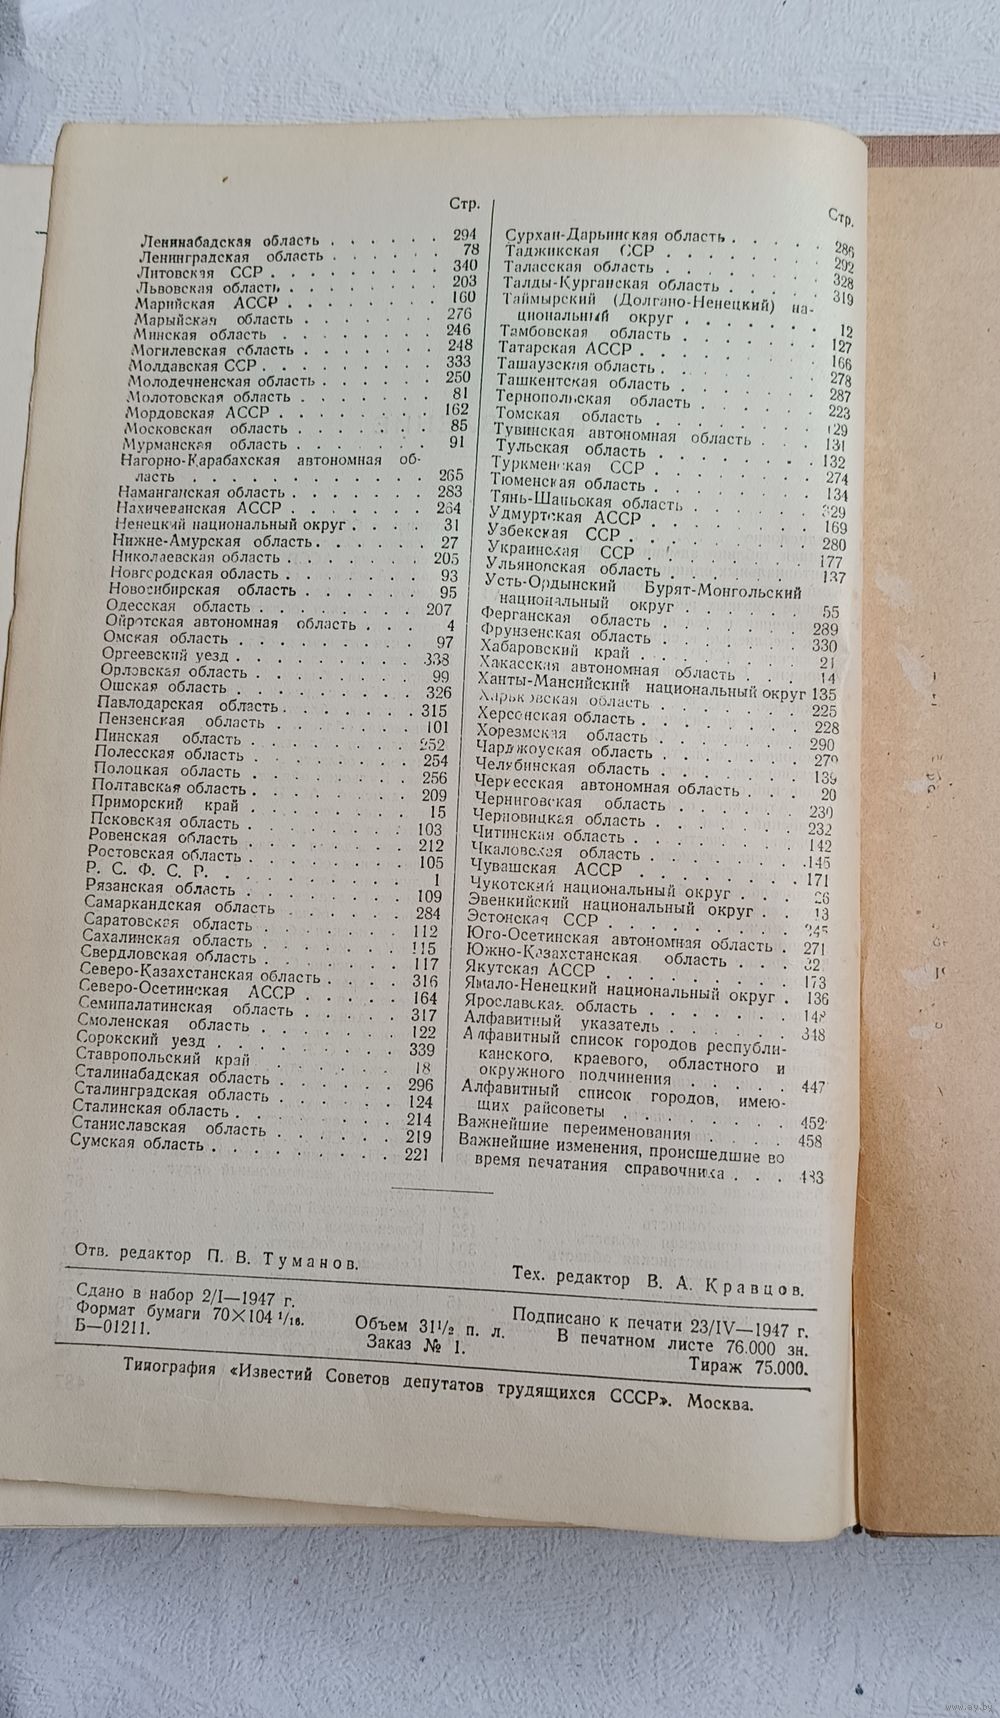 Стр.
Ленинабадская область . . . . . . 294
Ленинградская область . . . . . . 78
Литовская ССР . . . . . . . . . 340
Львовская область . . . . . . . . 203
Марийская АССР . . . . . . . . 160
Марыйская область . . . . . . . 276
Минская область . . . . . . . . 246
Могилевская область . . . . . . . 248
Молдавская ССР . . . . . . . . . 333
Молодечненская область . . . . . . 250
Молотовская область . . . . . . . 81
Мордовская АССР . . . . . . . . 162
Московская область . . . . . . . 85
Мурманская область . . . . . . . 91
Нагорно-Карабахская автономная об-
ласть . . . . . . . . . . . . 265
Наманганская область . . . . . . . 283
Нахичеванская АССР . . . . . . . 264
Ненецкий национальный округ . . . . 31
Нижне-Амурская область . . . . . . 27
Николаевская область . . . . . . . 205
Новгородская область . . . . . . . 93
Новосибирская область . . . . . . 95
Одесская область . . . . . . . . 207
Ойротская автономная область . . . 4
Омская область . . . . . . . . . 97
Оргеевский уезд . . . . . . . . . 338
Орловская область . . . . . . . . 99
Ошская область . . . . . . . . . 326
Павлодарская область . . . . . . . 315
Пензенская область . . . . . . . 101
Пинская область . . . . . . . . 252
Полесская область . . . . . . . . 254
Полоцкая область . . . . . . . . 256
Полтавская область . . . . . . . . 209
Приморский край . . . . . . . . 15
Псковская область . . . . . . . . 103
Ровенская область . . . . . . . . 212
Ростовская область . . . . . . . . 105
Р. С. Ф. С. Р. . . . . . . . . . 1
Рязанская область . . . . . . . . 109
Самаркандская область . . . . . . 284
Саратовская область . . . . . . . 112
Сахалинская область . . . . . . . 115
Свердловская область . . . . . . . 117
Северо-Казахстанская область . . . . 316
Северо-Осетинская АССР . . . . . 164
Семипалатинская область . . . . . 317
Смоленская область . . . . . . . 122
Сорокский уезд . . . . . . . . . 339
Ставропольский край . . . . . . . 18
Сталинабадская область . . . . . . 296
Сталинградская область . . . . . . 124
Сталинская область . . . . . . . . 214
Станиславская область . . . . . . 219
Сумская область . . . . . . . . . 221
Стр.
Сурхан-Дарьинская область . . . . . 286
Таджикская ССР . . . . . . . . 292
Таласская область . . . . . . . . 328
Талды-Курганская область . . . . . 319
Таймырский (Долгано-Ненецкий) на-
циональный округ . . . . . . . 12
Тамбовская область . . . . . . . 127
Татарская АССР . . . . . . . . . 166
Ташаузская область . . . . . . . . 278
Ташкентская область . . . . . . . 287
Тернопольская область . . . . . . 223
Томская область . . . . . . . . 129
Тувинская автономная область . . . 131
Тульская область . . . . . . . . 132
Туркменская ССР . . . . . . . . 274
Тюменская область . . . . . . . . 134
Тянь-Шаньская область . . . . . . 329
Удмуртская АССР . . . . . . . . 169
Узбекская ССР . . . . . . . . . 280
Украинская ССР . . . . . . . . 177
Ульяновская область . . . . . . . 137
Усть-Ордынский Бурят-Монгольский
национальный округ . . . . . . 55
Ферганская область . . . . . . . 289
Фрунзенская область . . . . . . . 330
Хабаровский край . . . . . . . . 21
Хакасская автономная область . . . 14
Ханты-Мансийский национальный округ 135
Харьковская область . . . . . . . 225
Херсонская область . . . . . . . . 228
Хорезмская область . . . . . . . 290
Чарджоуская область . . . . . . . 279
Челябинская область . . . . . . . 139
Черкесская автономная область . . . 20
Черниговская область . . . . . . 230
Черновицкая область . . . . . . . 232
Читинская область . . . . . . . . 142
Чкаловская область . . . . . . . 145
Чувашская АССР . . . . . . . . 171
Чукотский национальный округ . . . 26
Эвенкийский национальный округ . . 13
Эстонская ССР . . . . . . . . . 345
Юго-Осетинская автономная область . 271
Южно-Казахстанская область . . .
Якутская АССР . . . . . . . . . 173
Ямало-Ненецкий национальный округ . 136
Ярославская область . . . . . . . 148
Алфавитный указатель . . . . . . . 348
Алфавитный список городов республи-
канского, краевого, областного и
окружного подчинения . . . . . 447
Алфавитный список городов, имею-
щих райсоветы . . . . . . . . 452
Важнейшие переименования . . . . 458
Важнейшие изменения, происшедшие во
время печатания справочника . . . 483
Отв. редактор П. В. Туманов.
Тех. редактор В. А. Кравцов.
Сдано в набор 2/I—1947 г.
Подписано к печати 23/IV—1947 г.
Формат бумаги 70×104 1/16.
Объем 31½ п. л.
В печатном листе 76.000 зн.
Б—01211.
Заказ № 1.
Тираж 75.000.
Типография «Известий Советов депутатов трудящихся СССР». Москва.
www.ay.by